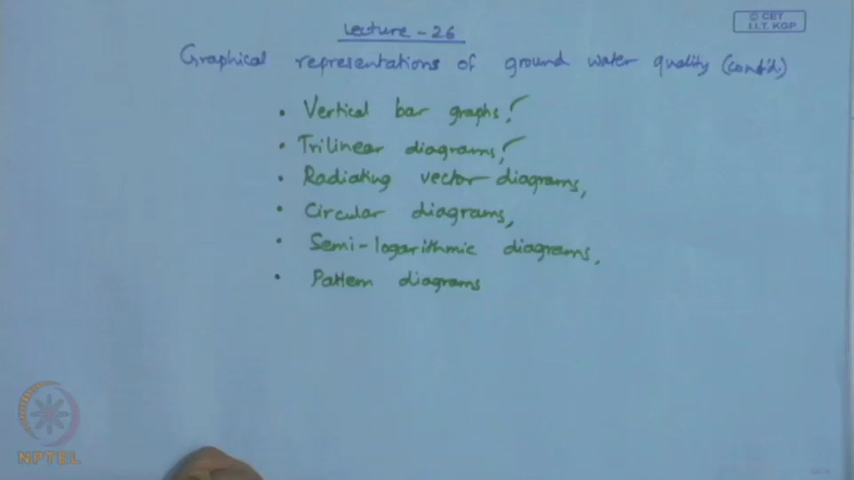 Lecture - 26
© CET
I.I.T. KGP
Graphical representations of ground water quality (cont'd.)
• Vertical bar graphs,
• Trilinear diagrams,
• Radiating vector diagrams,
• Circular diagrams,
• Semi-logarithmic diagrams,
• Pattern diagrams
NPTEL